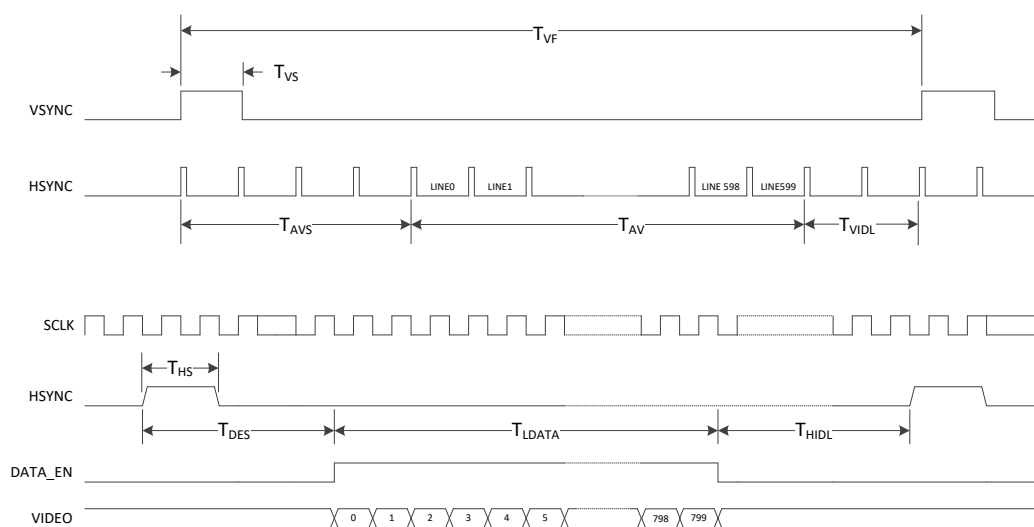 TVF
TVS
VSYNC
HSYNC
LINE0 LINE1 LINE 598 LINE599
TAVS TAV TVIDL
SCLK
THS
HSYNC
TDES TLDATA THIDL
DATA_EN
VIDEO 0 1 2 3 4 5 798 799